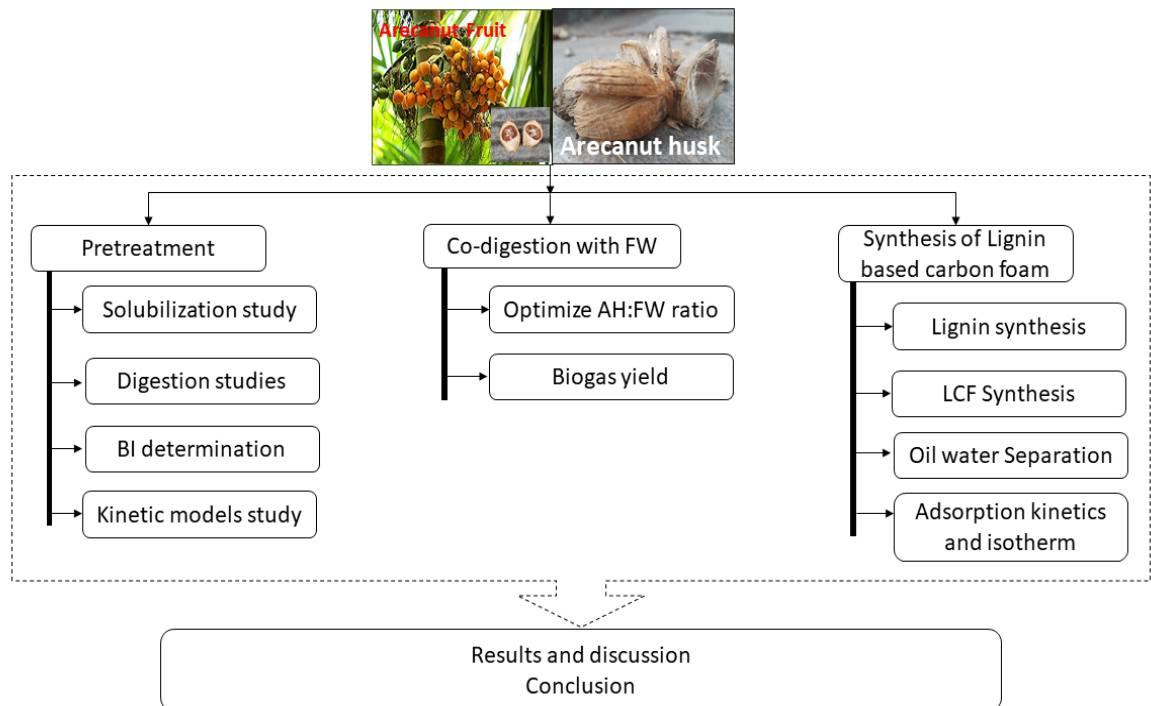 Arecanut Fruit
Arecanut husk
Pretreatment
Solubilization study
Digestion studies
BI determination
Kinetic models study
Co-digestion with FW
Optimize AH:FW ratio
Biogas yield
Synthesis of Lignin
based carbon foam
Lignin synthesis
LCF Synthesis
Oil water Separation
Adsorption kinetics
and isotherm
Results and discussion
Conclusion